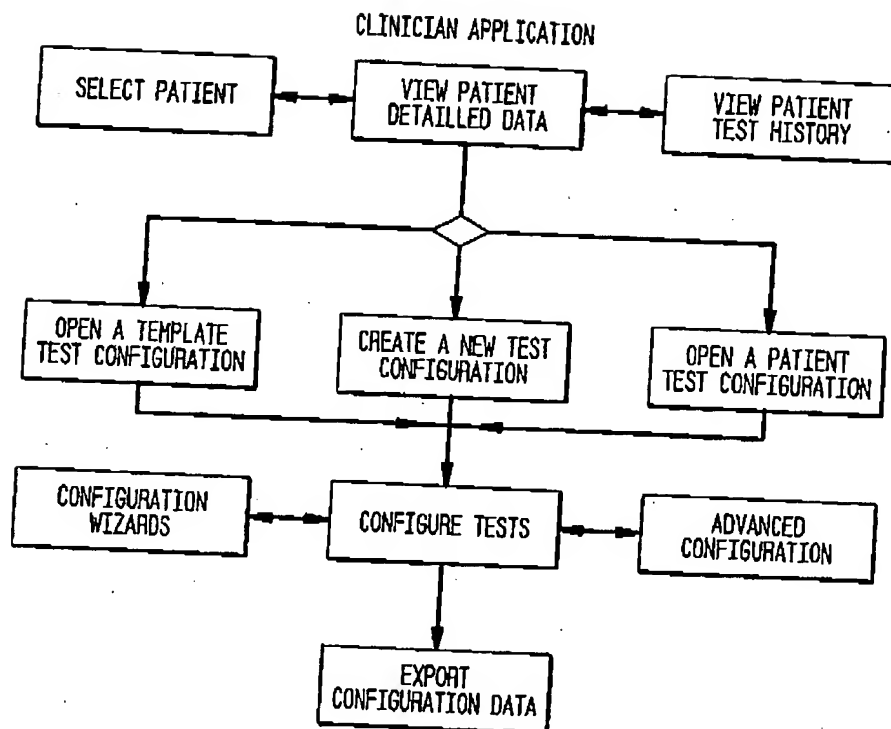 CLINICIAN APPLICATION
SELECT PATIENT
VIEW PATIENT
DETAILLED DATA
VIEW PATIENT
TEST HISTORY
OPEN A TEMPLATE
TEST CONFIGURATION
CREATE A NEW TEST
CONFIGURATION
OPEN A PATIENT
TEST CONFIGURATION
CONFIGURATION
WIZARDS
CONFIGURE TESTS
ADVANCED
CONFIGURATION
EXPORT
CONFIGURATION DATA